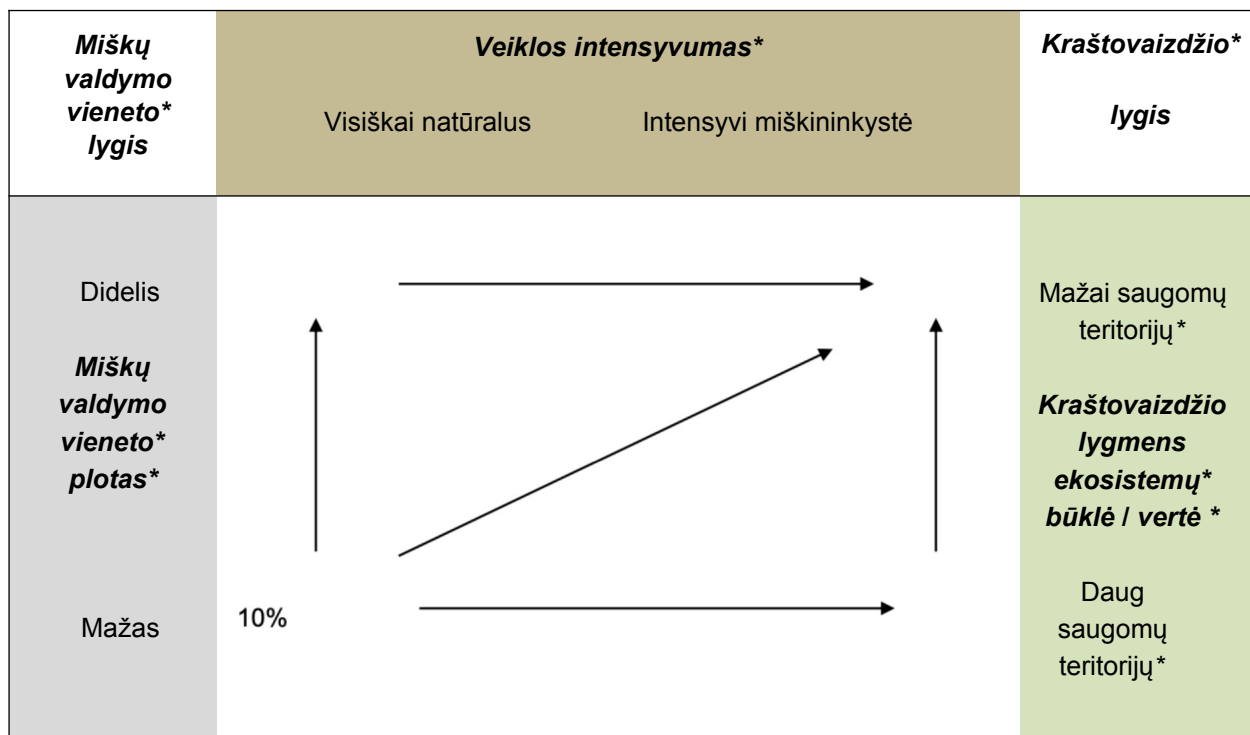 Miškų
valdymo
vieneto*
lygis
Veiklos intensyvumas*
Visiškai natūralus
Intensyvi miškininkystė
Kraštovaizdžio*
lygis
Didelis
Miškų
valdymo
vieneto*
plotas*
Mažas
10%
Mažai saugomų
teritorijų*
Kraštovaizdžio
lygmens
ekosistemų*
būklė / vertė *
Daug
saugomų
teritorijų*